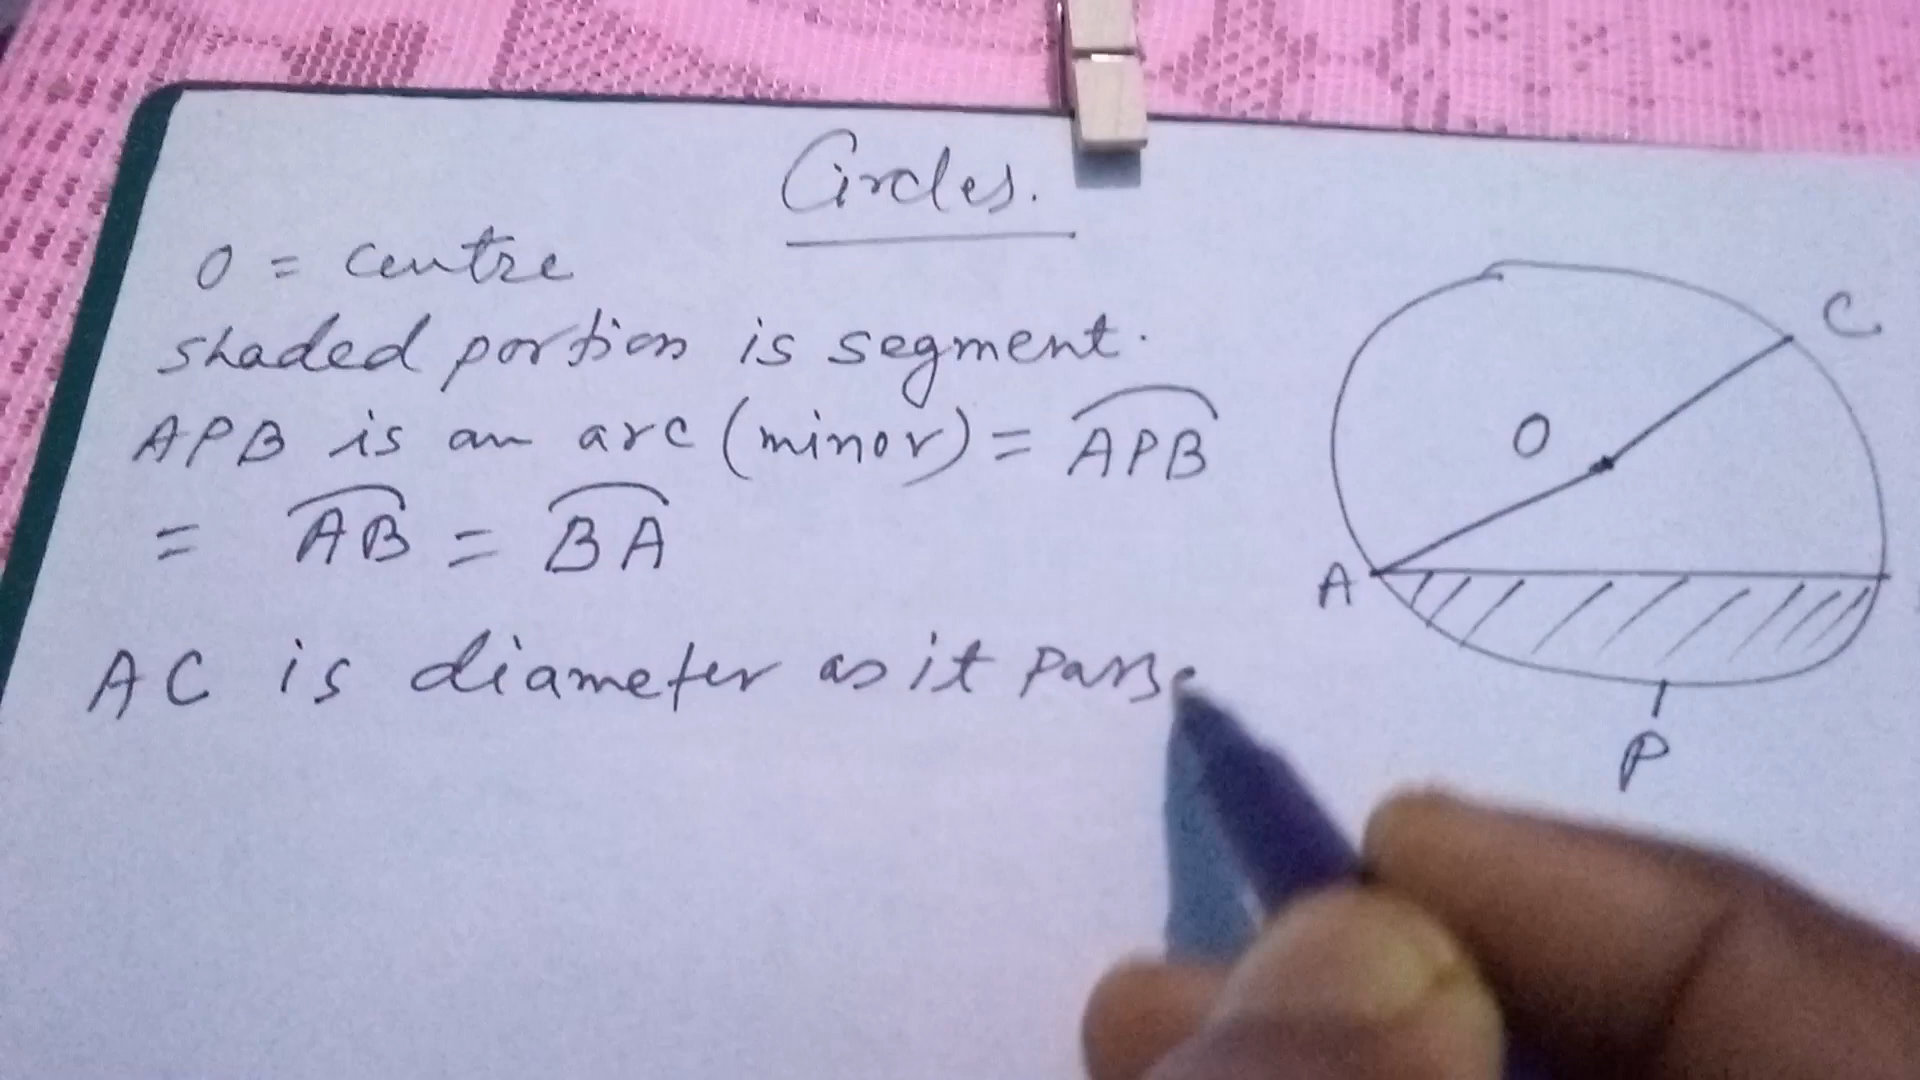 Circles.
O = centre
shaded portion is segment.
APB is an arc (minor) = APB
= AB = BA
AC is diameter as it passe
C
O
A
P